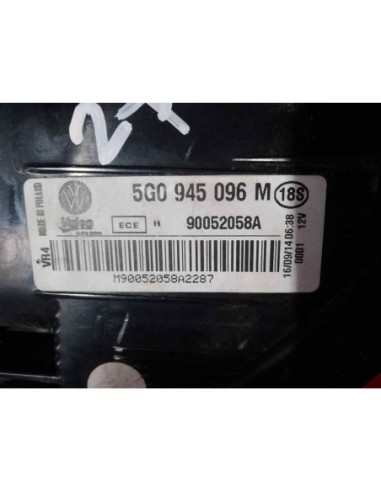 2x
MADE IN POLAND
5G0 945 096 M 18S
Valeo
ECE R 90052058A
VR4
M90052058A2287
16/09/14 06:38
0001 12V